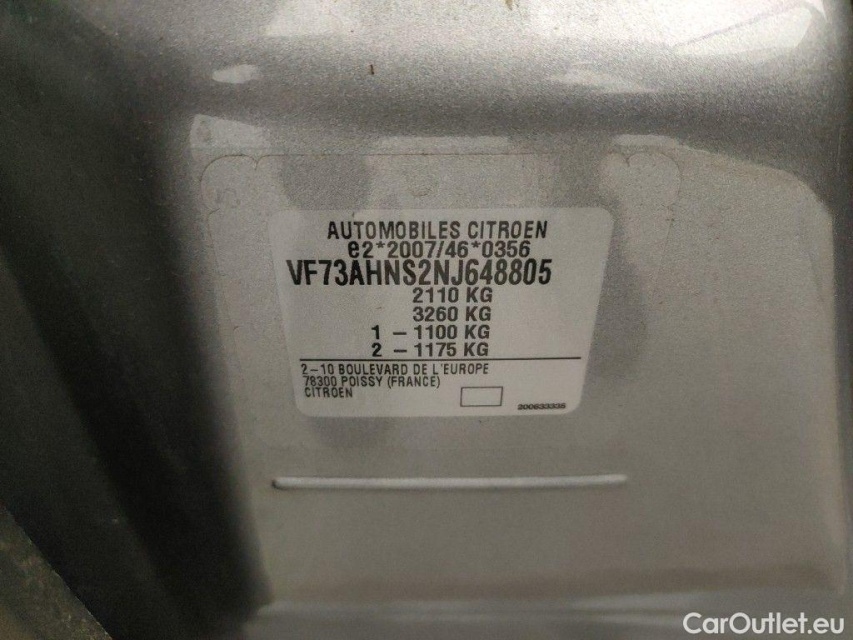 AUTOMOBILES CITROEN
e2*2007/46*0356
VF73AHNS2NJ648805
2110 KG
3260 KG
1 – 1100 KG
2 – 1175 KG
2–10 BOULEVARD DE L'EUROPE
78300 POISSY (FRANCE)
CITROEN
CarOutlet.eu